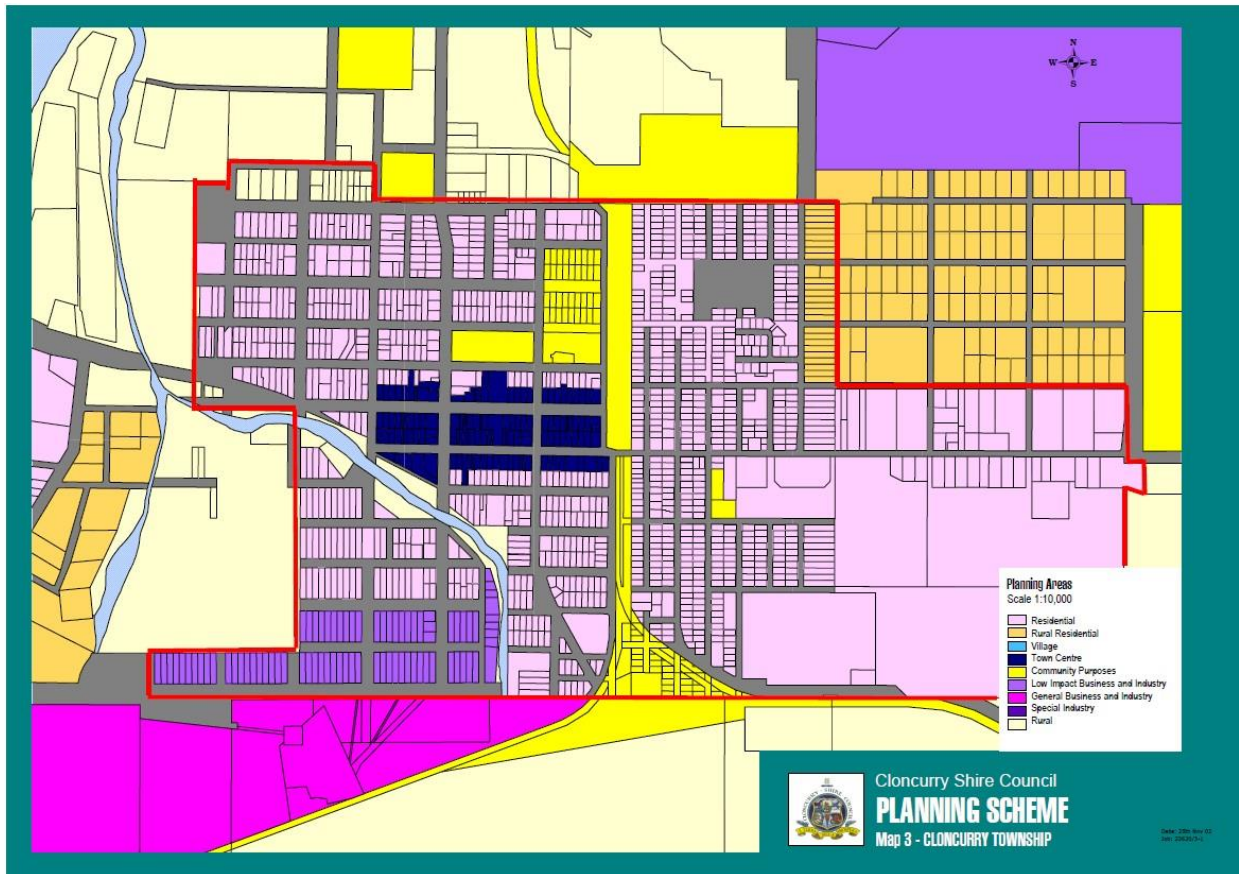 N
W E
S
Planning Areas
Scale 1:10,000
Residential
Rural Residential
Village
Town Centre
Community Purposes
Low Impact Business and Industry
General Business and Industry
Special Industry
Rural
Cloncurry Shire Council
PLANNING SCHEME
Map 3 - CLONCURRY TOWNSHIP